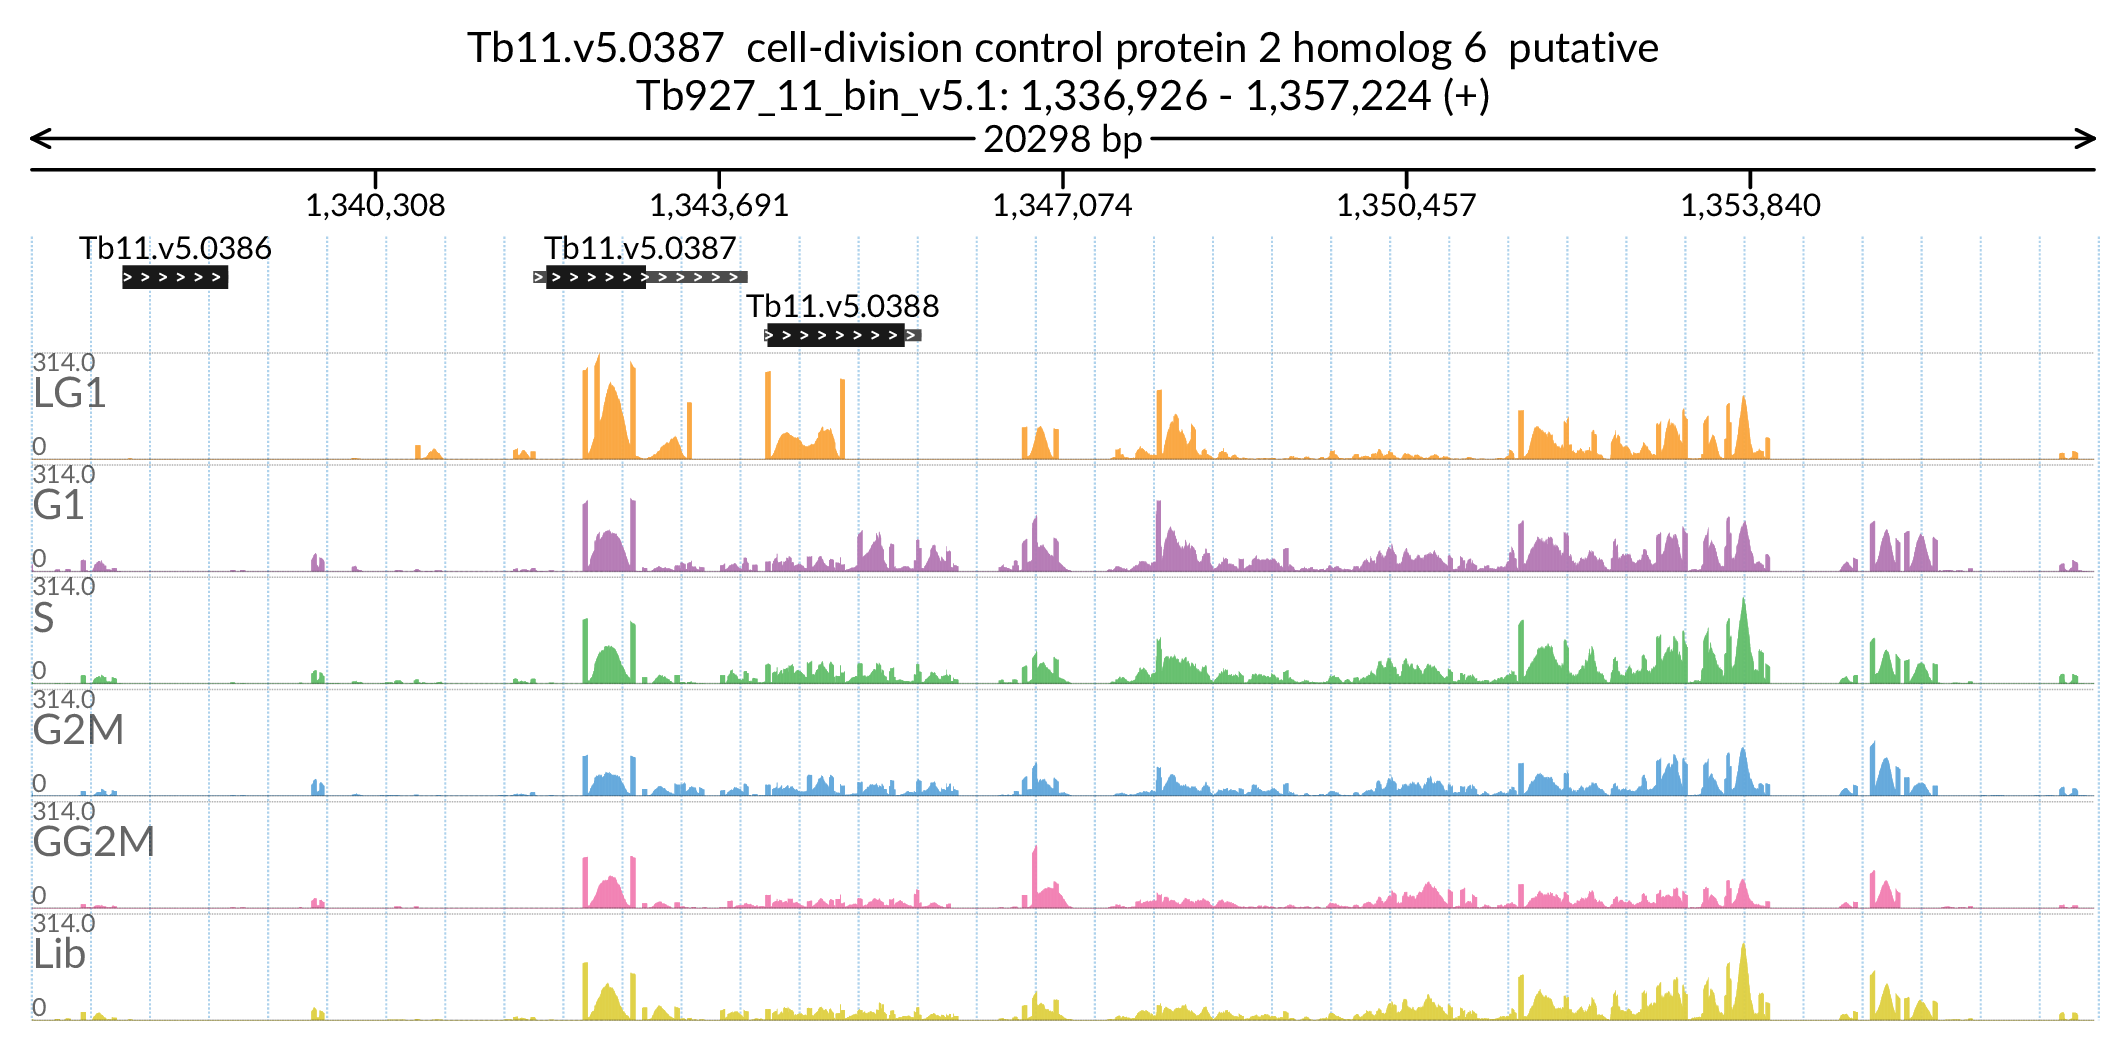 Tb11.v5.0387 cell-division control protein 2 homolog 6 putative
Tb927_11_bin_v5.1: 1,336,926 - 1,357,224 (+)
20298 bp
1,340,308 1,343,691 1,347,074 1,350,457 1,353,840
Tb11.v5.0386 Tb11.v5.0387
Tb11.v5.0388
314.0
LG1
0
314.0
G1
0
314.0
S
0
314.0
G2M
0
314.0
GG2M
0
314.0
Lib
0